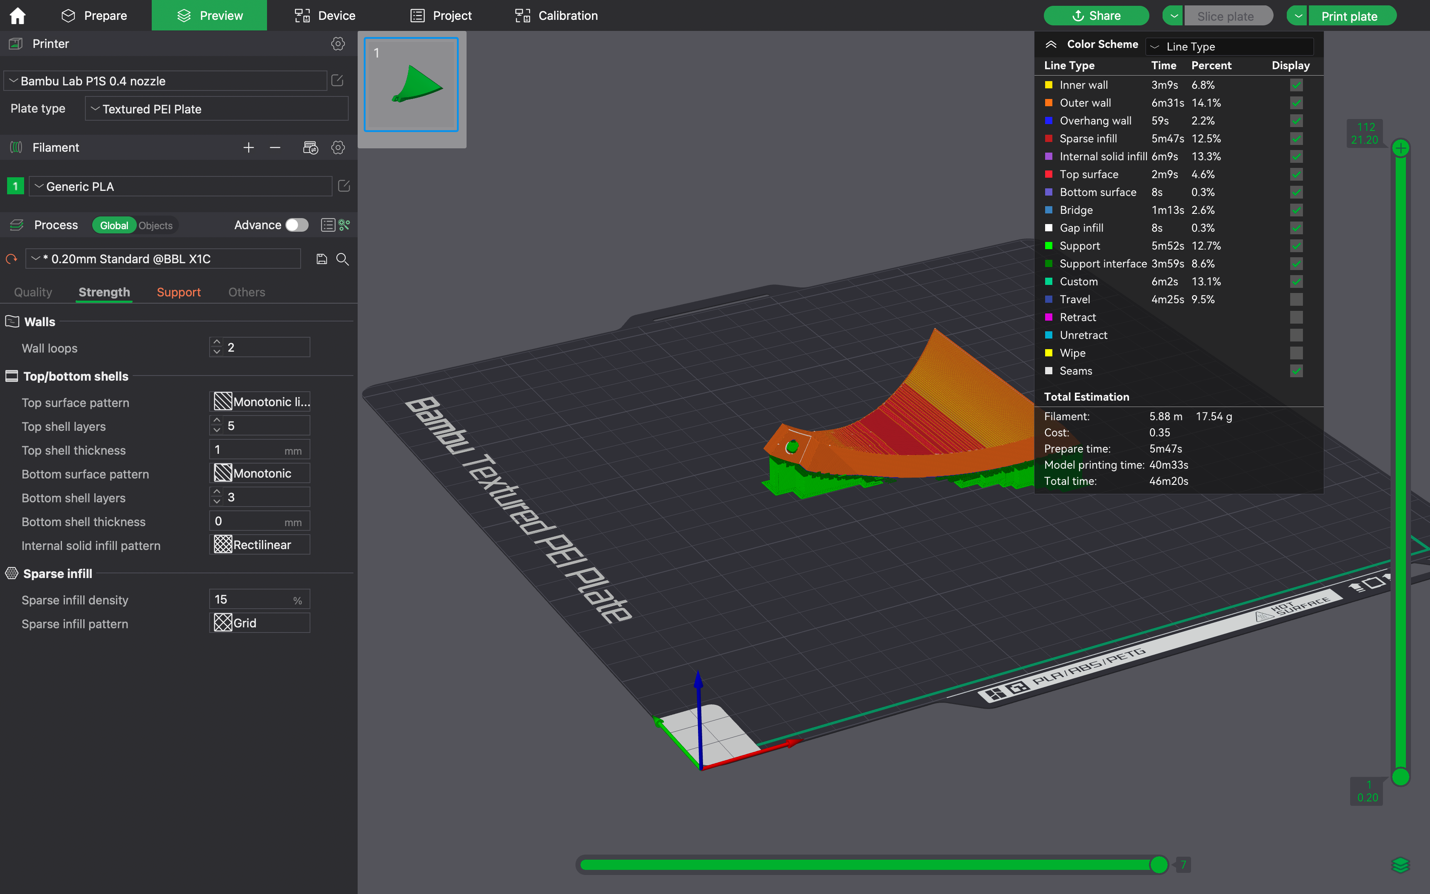 Prepare
Preview
Device
Project
Calibration
Share
Slice plate
Print plate
Printer
Bambu Lab P1S 0.4 nozzle
Plate type
Textured PEI Plate
Filament
1
Generic PLA
Process
Global
Objects
Advance
* 0.20mm Standard @BBL X1C
Quality
Strength
Support
Others
Walls
Wall loops
2
Top/bottom shells
Top surface pattern
Monotonic li...
Top shell layers
5
Top shell thickness
1 mm
Bottom surface pattern
Monotonic
Bottom shell layers
3
Bottom shell thickness
0 mm
Internal solid infill pattern
Rectilinear
Sparse infill
Sparse infill density
15 %
Sparse infill pattern
Grid
1
Bambu Textured PEI Plate
HOT SURFACE
PLA/ABS/PETG
Color Scheme
Line Type
Line Type Time Percent Display
Inner wall 3m9s 6.8%
Outer wall 6m31s 14.1%
Overhang wall 59s 2.2%
Sparse infill 5m47s 12.5%
Internal solid infill 6m9s 13.3%
Top surface 2m9s 4.6%
Bottom surface 8s 0.3%
Bridge 1m13s 2.6%
Gap infill 8s 0.3%
Support 5m52s 12.7%
Support interface 3m59s 8.6%
Custom 6m2s 13.1%
Travel 4m25s 9.5%
Retract
Unretract
Wipe
Seams
Total Estimation
Filament: 5.88 m 17.54 g
Cost: 0.35
Prepare time: 5m47s
Model printing time: 40m33s
Total time: 46m20s
112
21.20
1
0.20
7